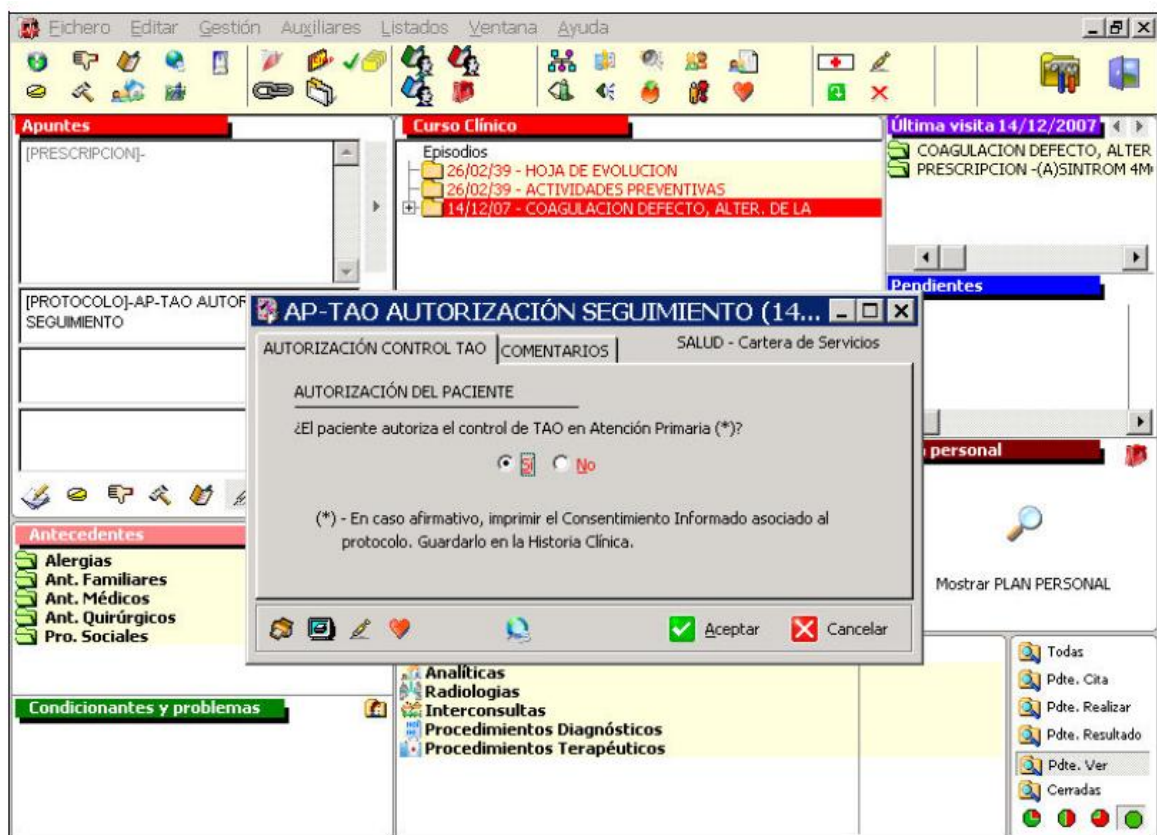 Fichero Editar Gestión Auxiliares Listados Ventana Ayuda
Apuntes
[PRESCRIPCION]-
[PROTOCOLO]-AP-TAO AUTOR
SEGUIMIENTO
Curso Clínico
Episodios
26/02/39 - HOJA DE EVOLUCION
26/02/39 - ACTIVIDADES PREVENTIVAS
14/12/07 - COAGULACION DEFECTO, ALTER. DE LA
Última visita 14/12/2007
COAGULACION DEFECTO, ALTER
PRESCRIPCION -(A)SINTROM 4M
Pendientes
AP-TAO AUTORIZACIÓN SEGUIMIENTO (14...
AUTORIZACIÓN CONTROL TAO COMENTARIOS SALUD - Cartera de Servicios
AUTORIZACIÓN DEL PACIENTE
¿El paciente autoriza el control de TAO en Atención Primaria (*)?
Si No
(*) - En caso afirmativo, imprimir el Consentimiento Informado asociado al
protocolo. Guardarlo en la Historia Clínica.
Aceptar Cancelar
personal
Mostrar PLAN PERSONAL
Antecedentes
Alergias
Ant. Familiares
Ant. Médicos
Ant. Quirúrgicos
Pro. Sociales
Condicionantes y problemas
Analíticas
Radiologias
Interconsultas
Procedimientos Diagnósticos
Procedimientos Terapéuticos
Todas
Pdte. Cita
Pdte. Realizar
Pdte. Resultado
Pdte. Ver
Cerradas